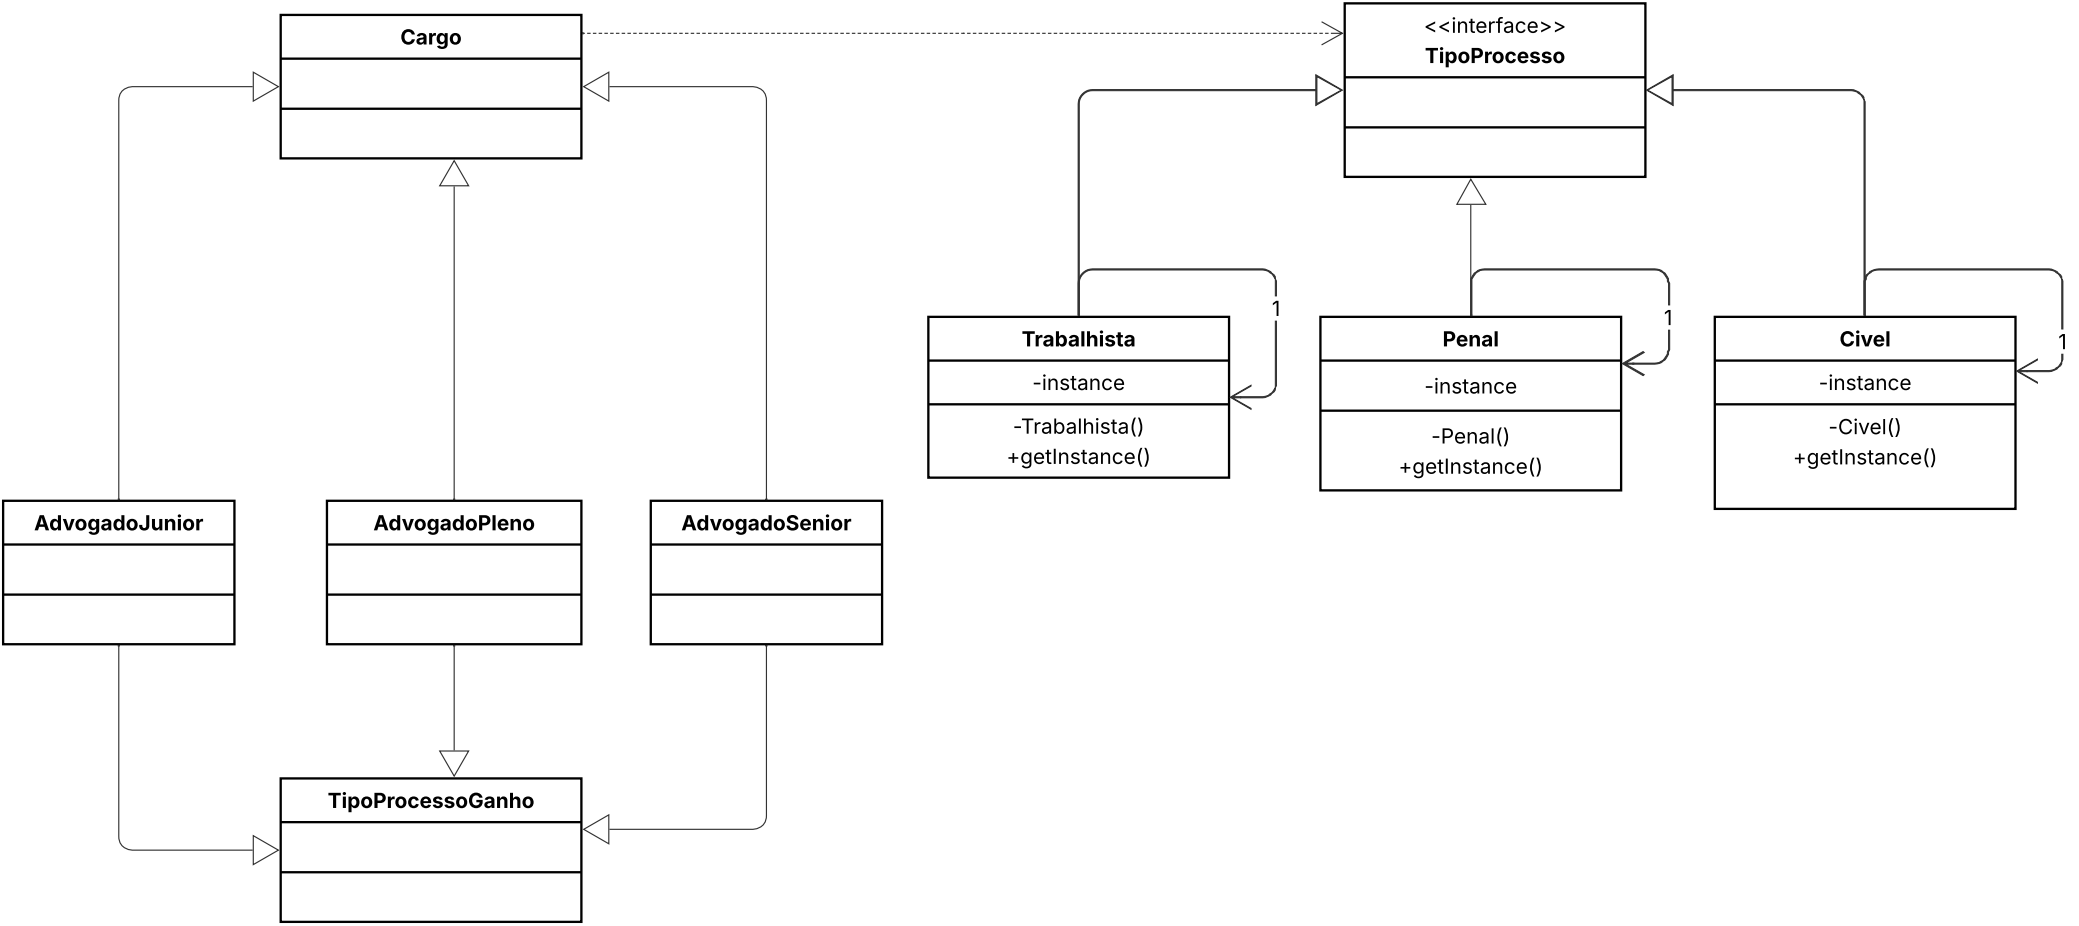 Cargo
<<interface>>
TipoProcesso
Trabalhista
-instance
-Trabalhista()
+getInstance()
1
Penal
-instance
-Penal()
+getInstance()
1
Civel
-instance
-Civel()
+getInstance()
1
AdvogadoJunior
AdvogadoPleno
AdvogadoSenior
TipoProcessoGanho